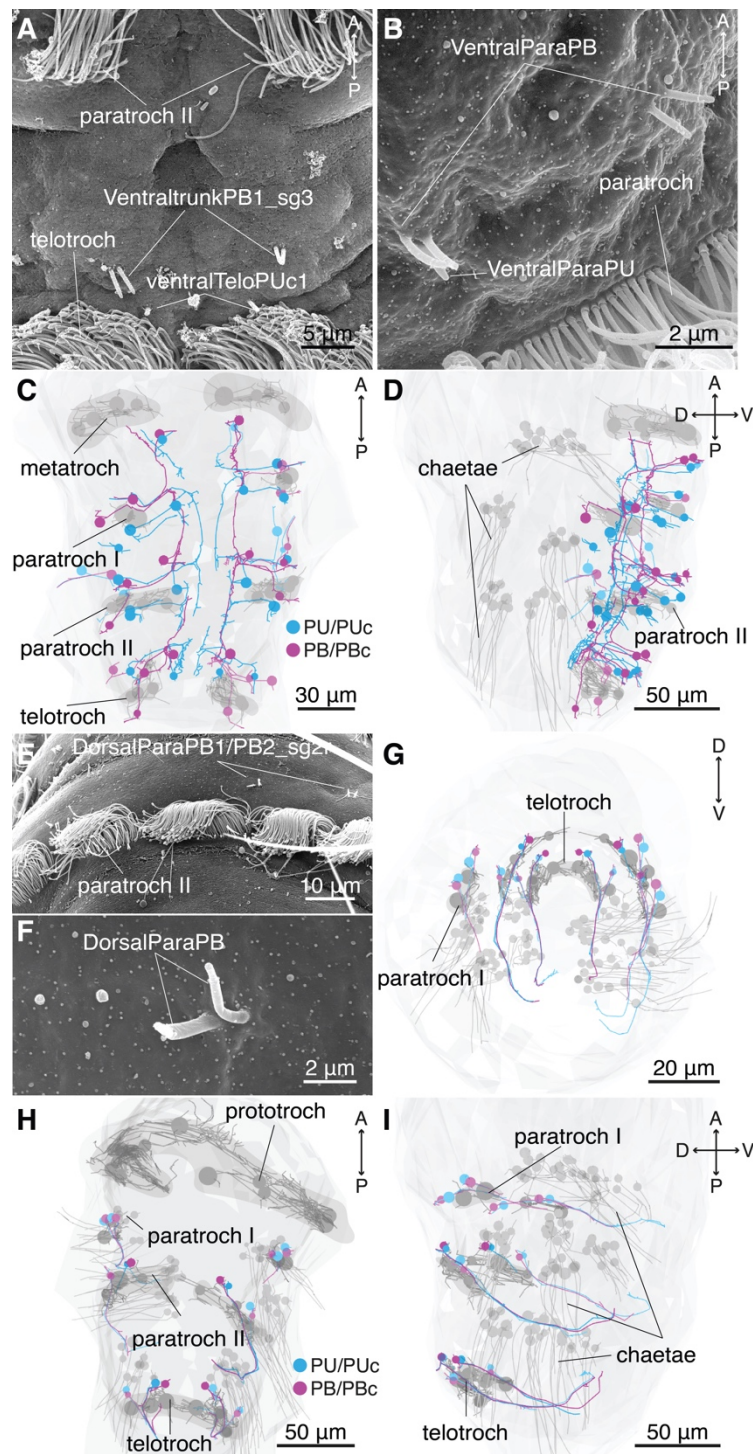 A
A
P
paratroch II
VentraltrunkPB1_sg3
telotroch
ventralTeloPUc1
5 µm
B
A
P
VentralParaPB
paratroch
VentralParaPU
2 µm
C
A
P
metatroch
paratroch I
paratroch II
PU/PUc
PB/PBc
telotroch
30 µm
D
A
D V
P
chaetae
paratroch II
50 µm
E
DorsalParaPB1/PB2_sg2
paratroch II
10 µm
F
DorsalParaPB
2 µm
G
D
V
telotroch
paratroch I
20 µm
H
A
P
prototroch
paratroch I
paratroch II
PU/PUc
PB/PBc
telotroch
50 µm
I
A
D V
P
paratroch I
chaetae
telotroch
50 µm